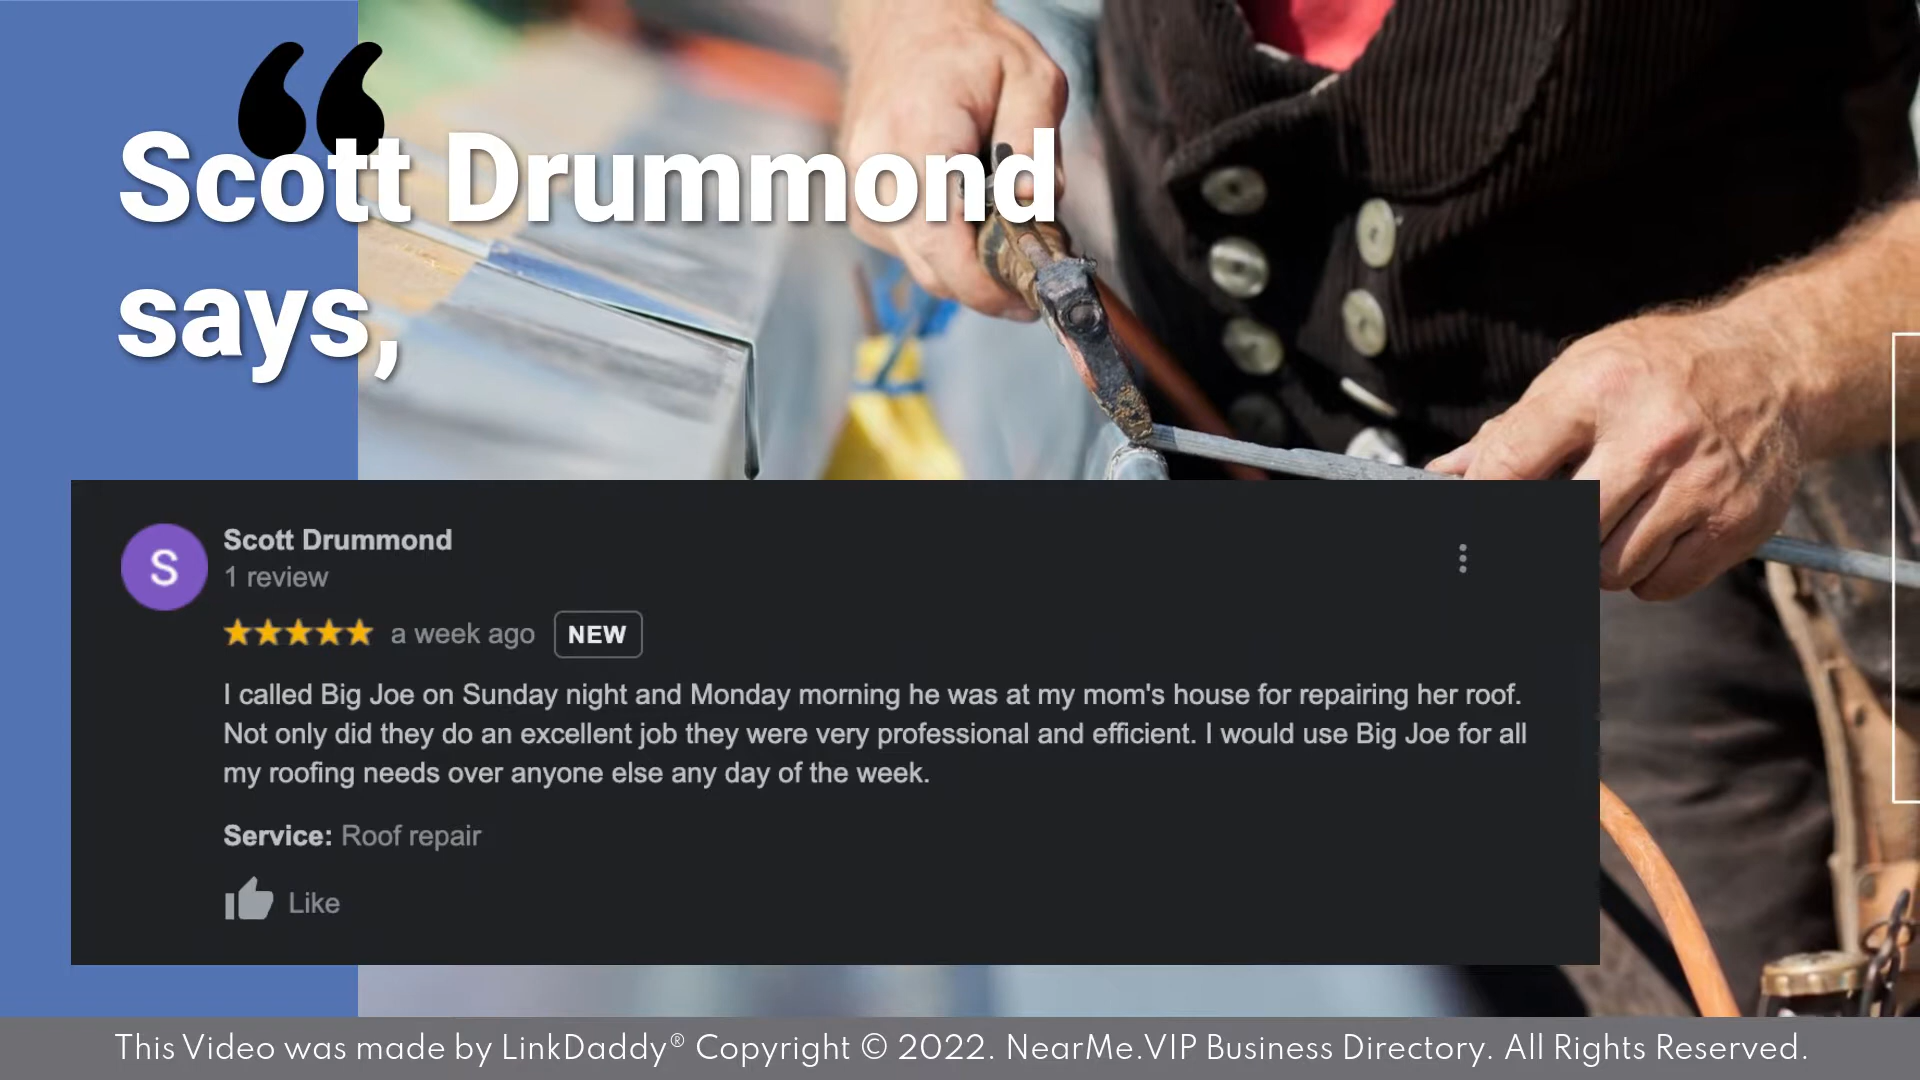 “
Scott Drummond
says,
S
Scott Drummond
1 review
★★★★★ a week ago NEW
I called Big Joe on Sunday night and Monday morning he was at my mom's house for repairing her roof.
Not only did they do an excellent job they were very professional and efficient. I would use Big Joe for all
my roofing needs over anyone else any day of the week.
Service: Roof repair
Like
This Video was made by LinkDaddy® Copyright © 2022. NearMe.VIP Business Directory. All Rights Reserved.